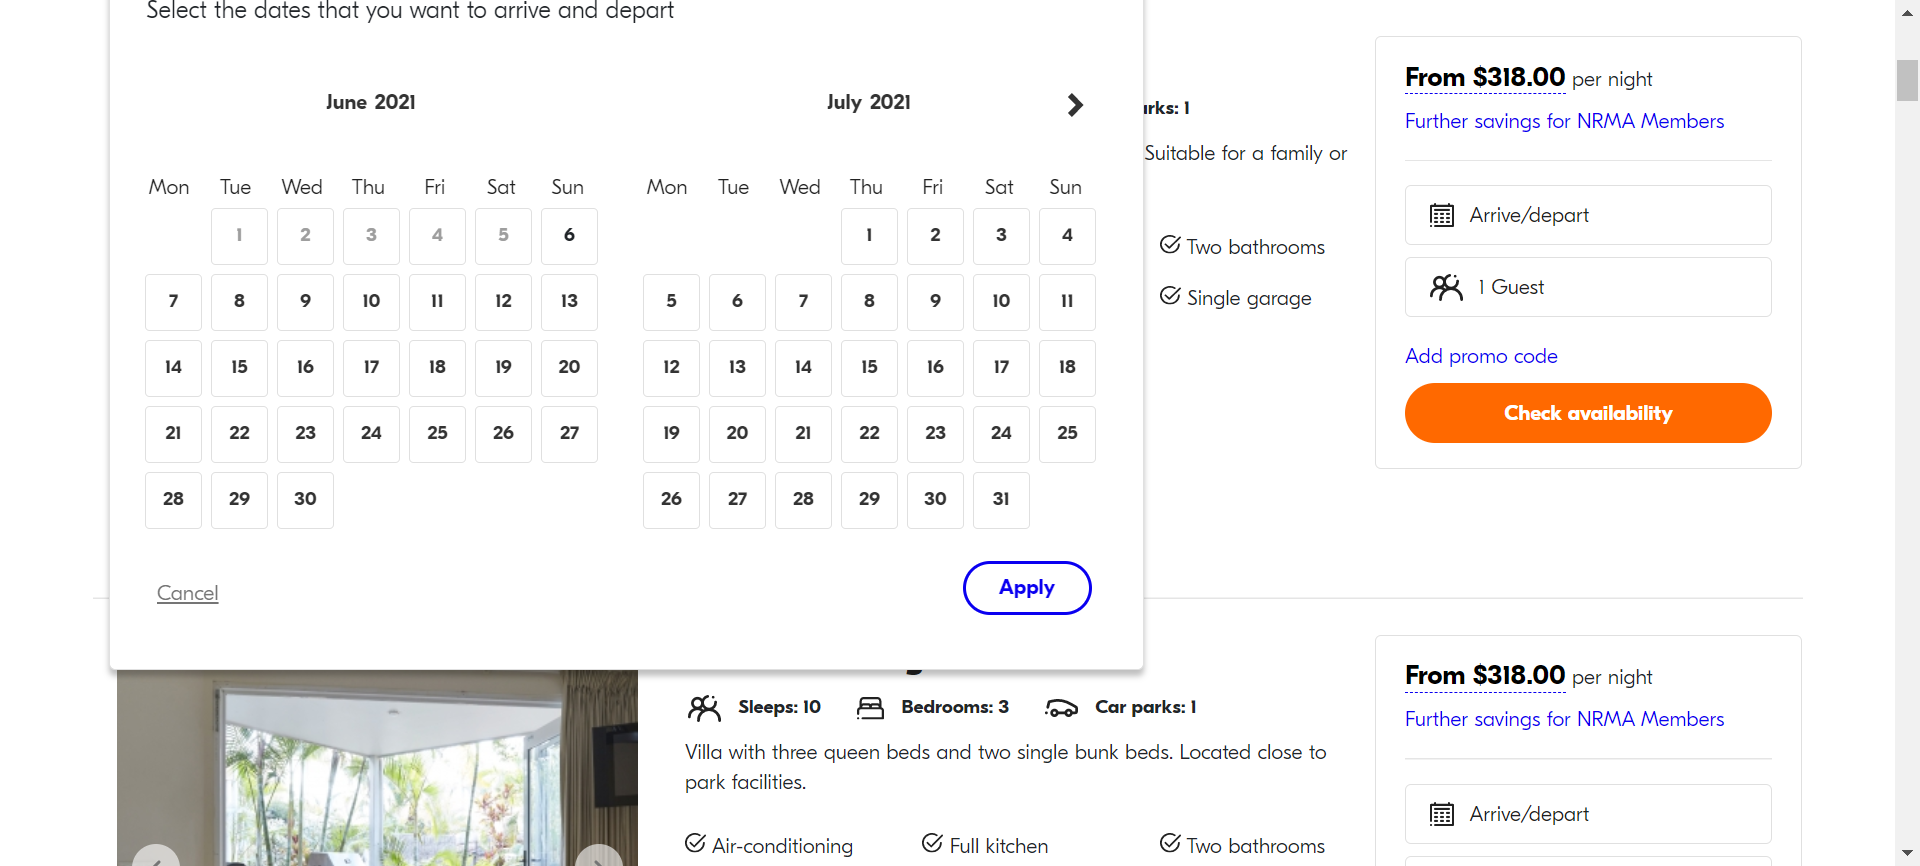 Select the dates that you want to arrive and depart
June 2021
Mon Tue Wed Thu Fri Sat Sun
1 2 3 4 5 6
7 8 9 10 11 12 13
14 15 16 17 18 19 20
21 22 23 24 25 26 27
28 29 30
July 2021
Mon Tue Wed Thu Fri Sat Sun
1 2 3 4
5 6 7 8 9 10 11
12 13 14 15 16 17 18
19 20 21 22 23 24 25
26 27 28 29 30 31
Cancel
Apply
: 1
Suitable for a family or
Two bathrooms
Single garage
From $318.00 per night
Further savings for NRMA Members
Arrive/depart
1 Guest
Add promo code
Check availability
Sleeps: 10 Bedrooms: 3 Car parks: 1
Villa with three queen beds and two single bunk beds. Located close to
park facilities.
Air-conditioning Full kitchen Two bathrooms
From $318.00 per night
Further savings for NRMA Members
Arrive/depart